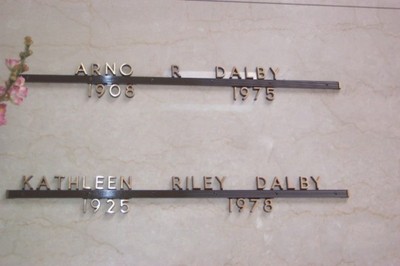 ARNO R DALBY
1908 1975
KATHLEEN RILEY DALBY
1925 1978